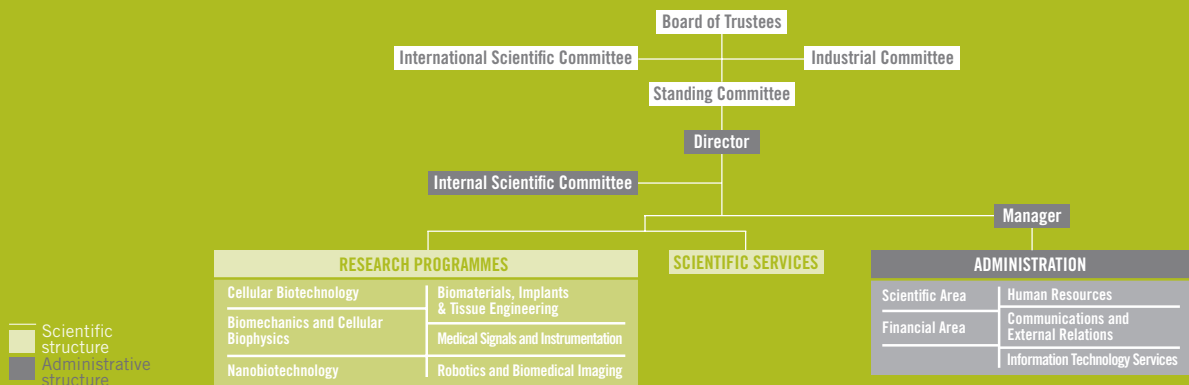 Board of Trustees
International Scientific Committee
Industrial Committee
Standing Committee
Director
Internal Scientific Committee
Manager
RESEARCH PROGRAMMES
SCIENTIFIC SERVICES
ADMINISTRATION
Cellular Biotechnology
Biomechanics and Cellular
Biophysics
Nanobiotechnology
Biomaterials, Implants
& Tissue Engineering
Medical Signals and Instrumentation
Robotics and Biomedical Imaging
Scientific Area
Financial Area
Human Resources
Communications and
External Relations
Information Technology Services
Scientific
structure
Administrative
structure